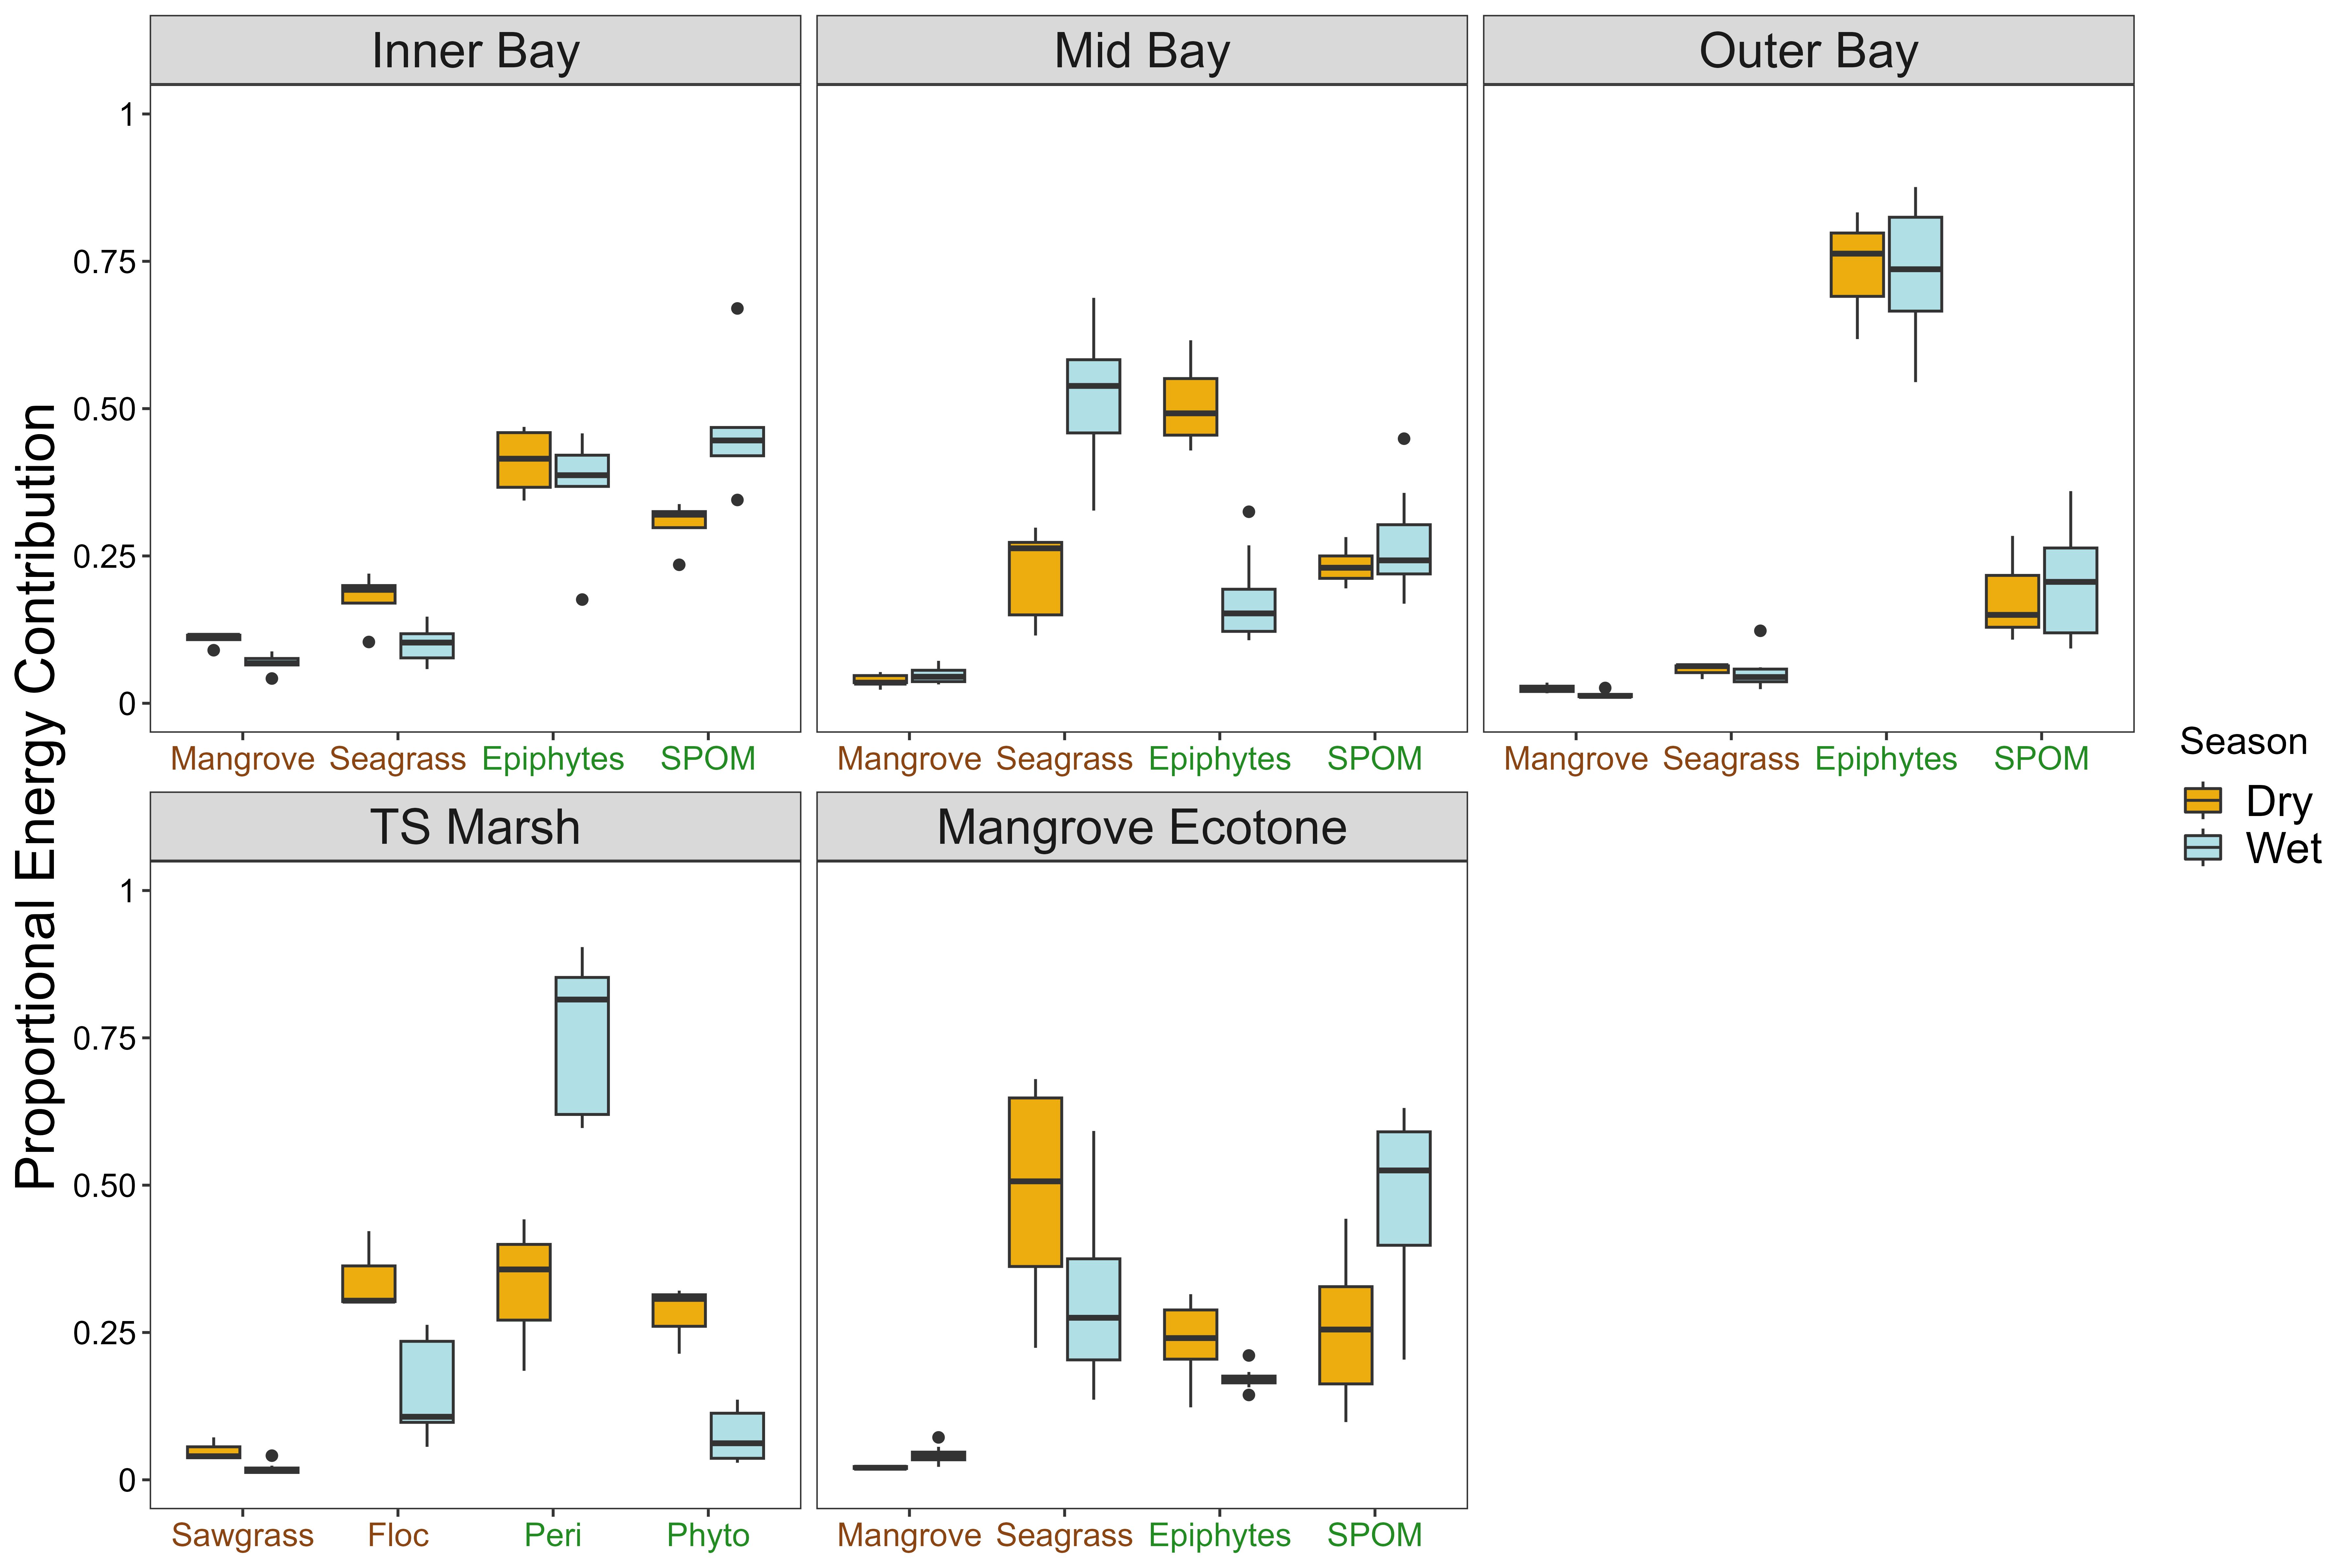 Inner Bay Mid Bay Outer Bay
Proportional Energy Contribution
1
0.75
0.50
0.25
0
Mangrove Seagrass Epiphytes SPOM Mangrove Seagrass Epiphytes SPOM Mangrove Seagrass Epiphytes SPOM
Season
Dry
Wet
TS Marsh Mangrove Ecotone
1
0.75
0.50
0.25
0
Sawgrass Floc Peri Phyto Mangrove Seagrass Epiphytes SPOM